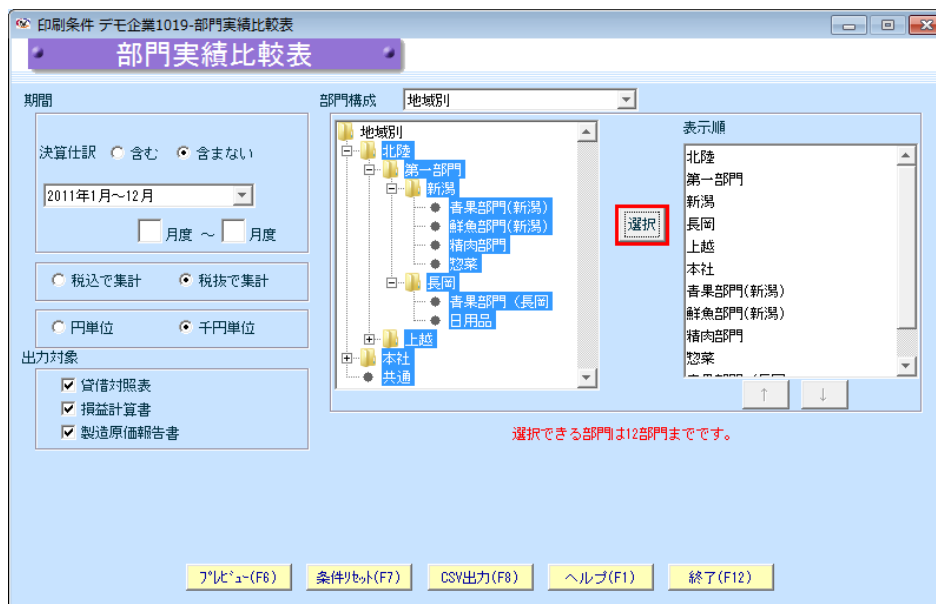 印刷条件 デモ企業1019-部門実績比較表
部門実績比較表
期間
決算仕訳 含む 含まない
2011年1月～12月
月度 ～ 月度
税込で集計 税抜で集計
円単位 千円単位
出力対象
貸借対照表
損益計算書
製造原価報告書
部門構成 地域別
地域別
北陸
第一部門
新潟
青果部門(新潟)
鮮魚部門(新潟)
精肉部門
惣菜
長岡
青果部門（長岡
日用品
上越
本社
共通
選択
表示順
北陸
第一部門
新潟
長岡
上越
本社
青果部門(新潟)
鮮魚部門(新潟)
精肉部門
惣菜
青果部門（長岡
↑ ↓
選択できる部門は12部門までです。
ﾌﾟﾚﾋﾞｭｰ(F6) 条件ﾘｾｯﾄ(F7) CSV出力(F8) ヘルプ(F1) 終了(F12)